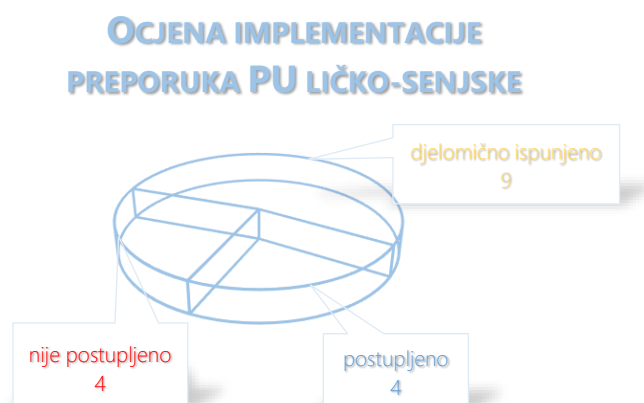 OCJENA IMPLEMENTACIJE
PREPORUKA PU LIČKO-SENJSKE
djelomično ispunjeno
9
nije postupljeno
4
postupljeno
4